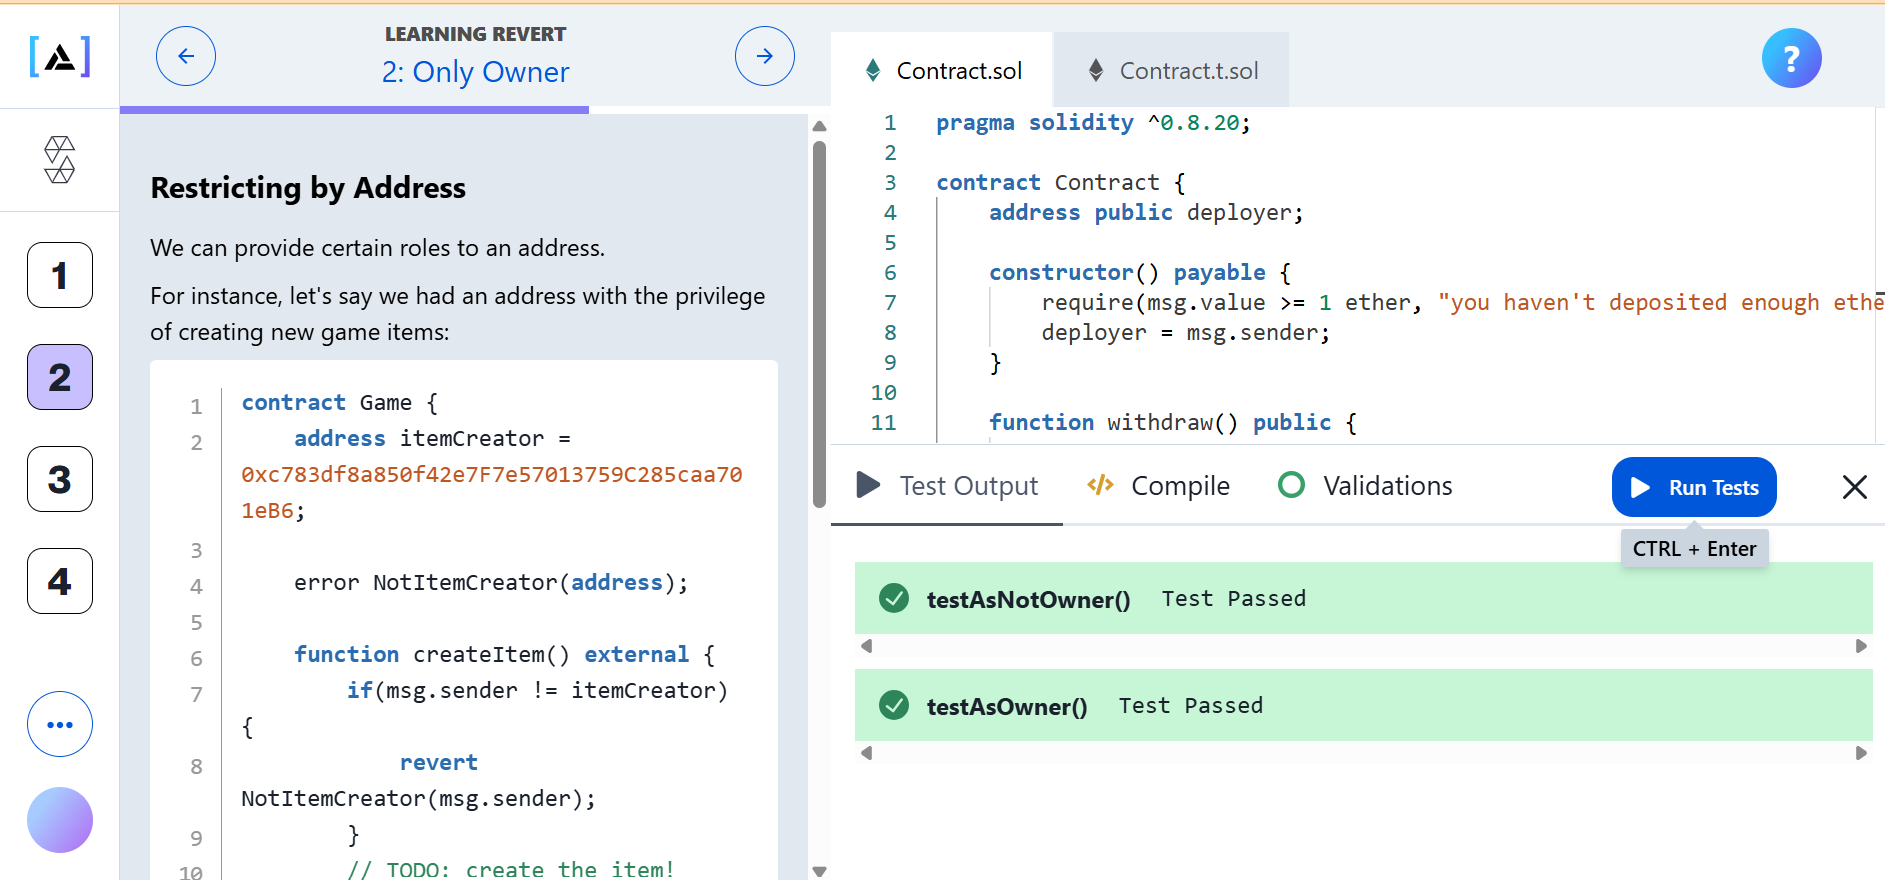 LEARNING REVERT
2: Only Owner
Restricting by Address
We can provide certain roles to an address.
For instance, let's say we had an address with the privilege
of creating new game items:
1 contract Game {
2 address itemCreator =
0xc783df8a850f42e7F7e57013759C285caa70
1eB6;
3
4 error NotItemCreator(address);
5
6 function createItem() external {
7 if(msg.sender != itemCreator)
{
8 revert
NotItemCreator(msg.sender);
9 }
10 // TODO: create the item!
1
2
3
4
Contract.sol
Contract.t.sol
?
1 pragma solidity ^0.8.20;
2
3 contract Contract {
4 address public deployer;
5
6 constructor() payable {
7 require(msg.value >= 1 ether, "you haven't deposited enough ethe
8 deployer = msg.sender;
9 }
10
11 function withdraw() public {
Test Output
Compile
Validations
Run Tests
CTRL + Enter
testAsNotOwner() Test Passed
testAsOwner() Test Passed